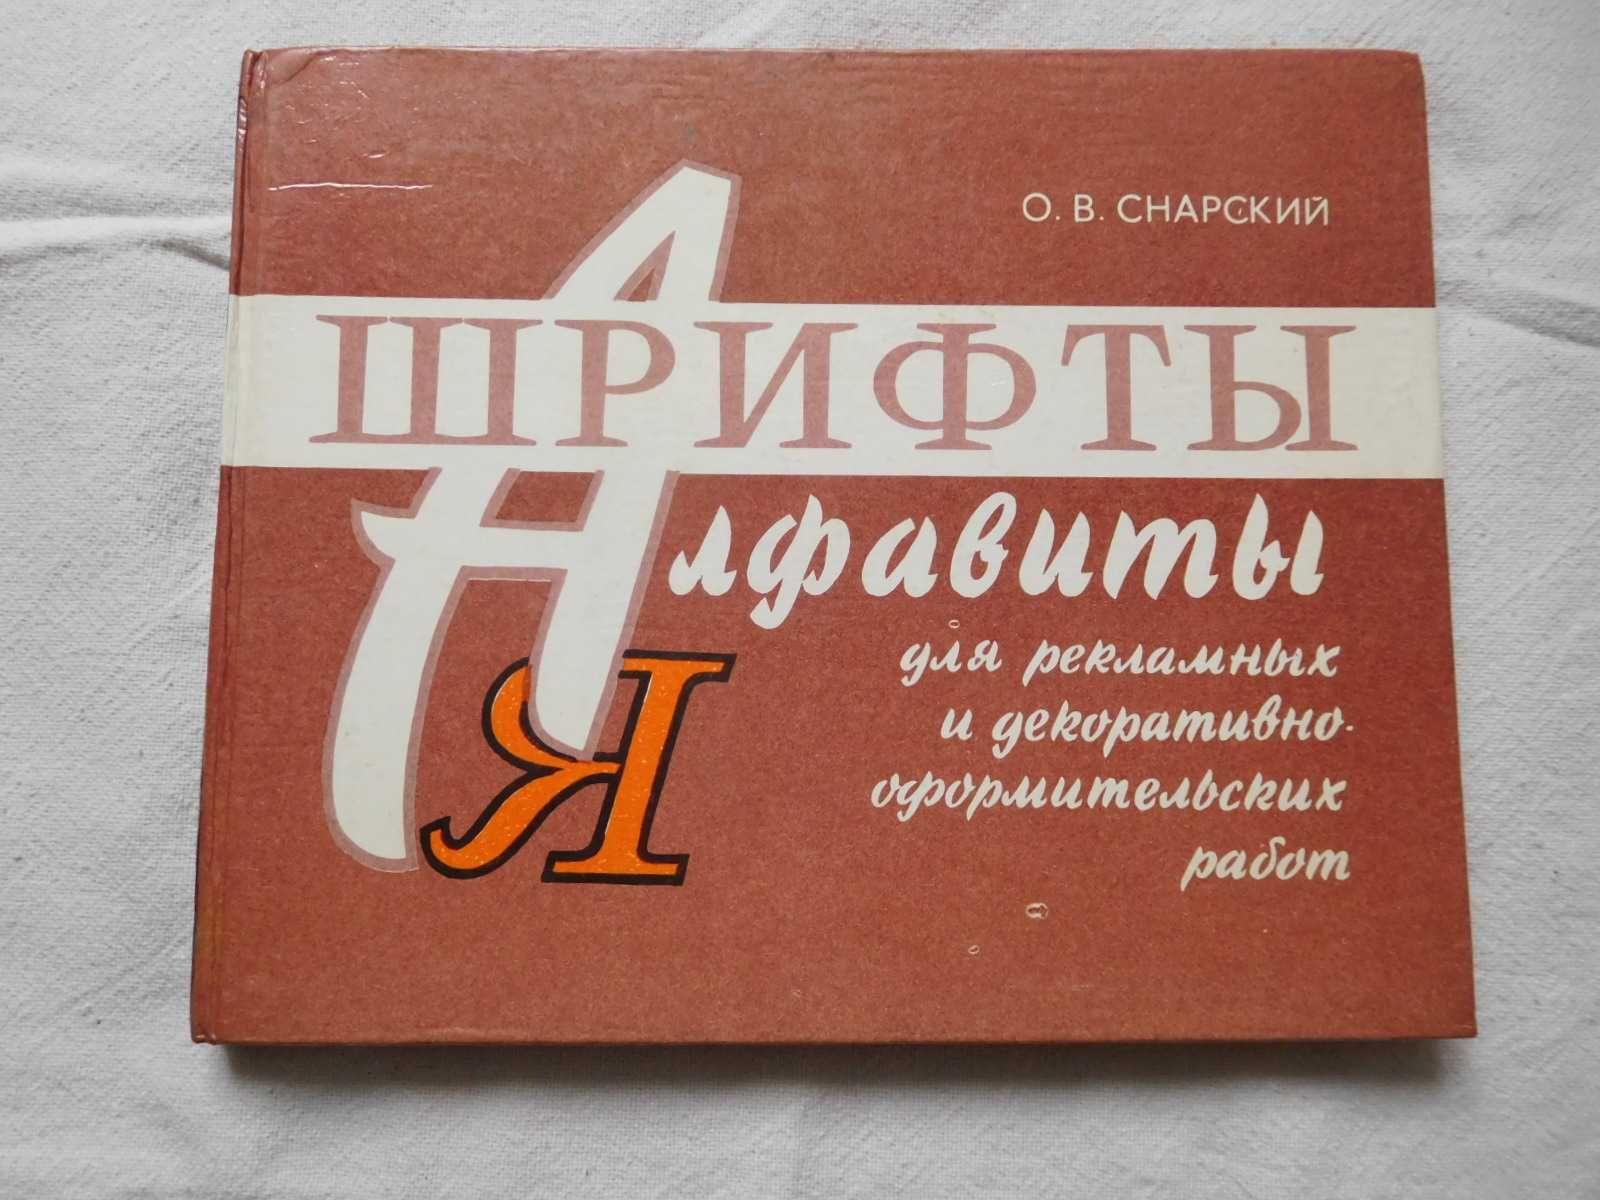 О. В. СНАРСКИЙ
ШРИФТЫ
Алфавиты
для рекламных
и декоративно-
оформительских
работ
Я